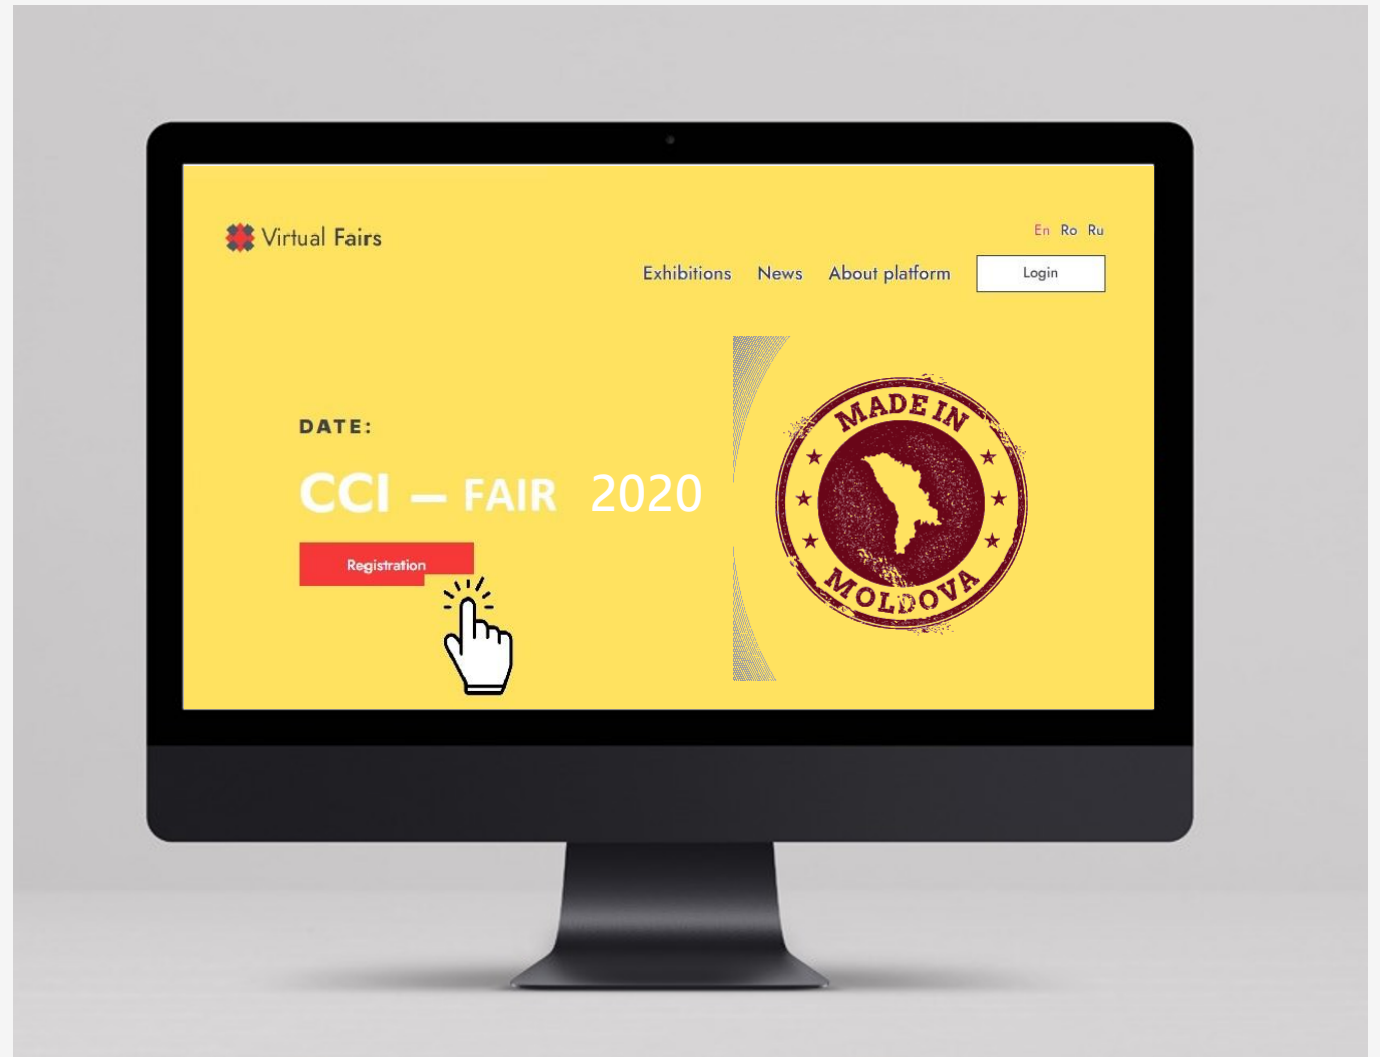 Virtual Fairs
En Ro Ru
Exhibitions News About platform Login
DATE:
CCI – FAIR 2020
Registration
MADE IN
MOLDOVA